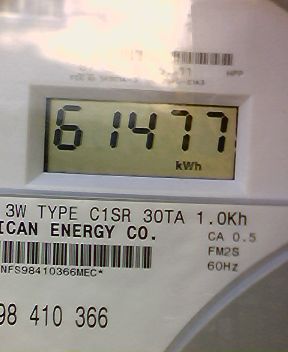 HPP
61477
kWh
3W TYPE C1SR 30TA 1.0Kh
ICAN ENERGY CO.
CA 0.5
FM2S
60Hz
NFS98410366MEC*
98 410 366